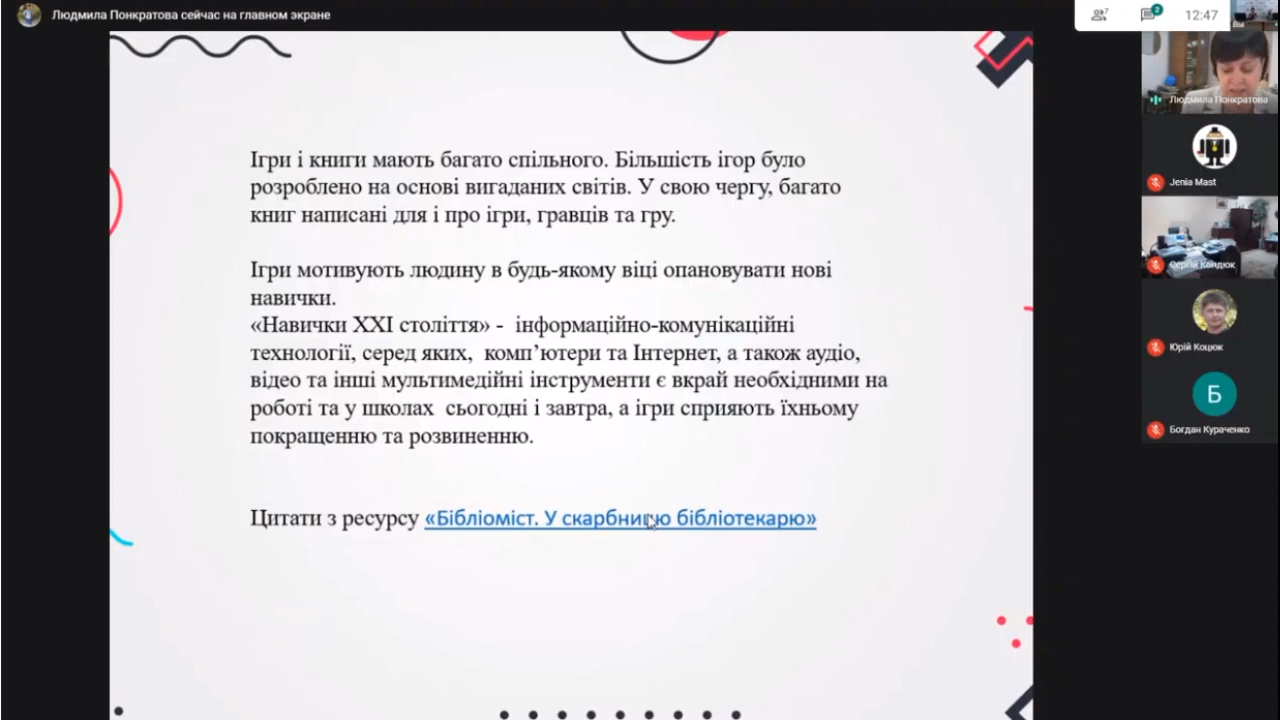 Людмила Понкратова сейчас на главном экране
7
2
12:47
Вы
Людмила Понкратова
Jenia Mast
Сергій Кондюк
Юрій Коцюк
Б
Богдан Кураченко
Ігри і книги мають багато спільного. Більшість ігор було
розроблено на основі вигаданих світів. У свою чергу, багато
книг написані для і про ігри, гравців та гру.
Ігри мотивують людину в будь-якому віці опановувати нові
навички.
«Навички XXI століття» - інформаційно-комунікаційні
технології, серед яких, комп’ютери та Інтернет, а також аудіо,
відео та інші мультимедійні інструменти є вкрай необхідними на
роботі та у школах сьогодні і завтра, а ігри сприяють їхньому
покращенню та розвиненню.
Цитати з ресурсу «Бібліоміст. У скарбницю бібліотекарю»